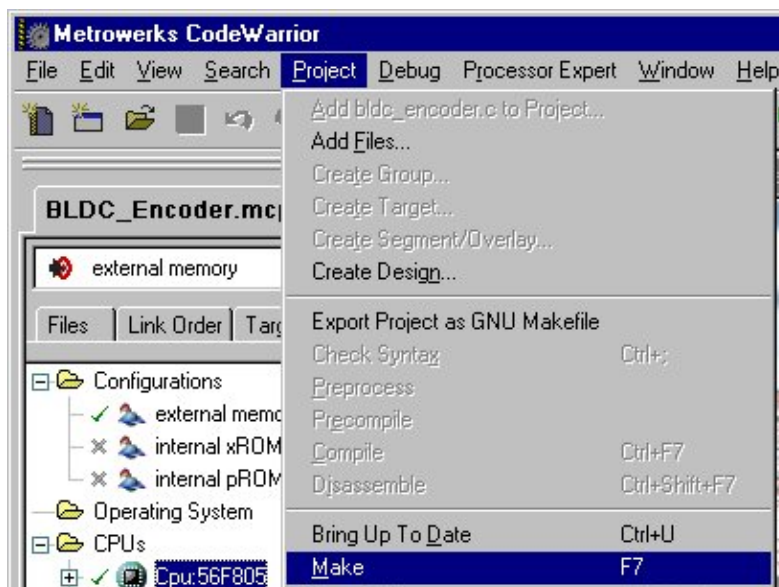 Metrowerks CodeWarrior
File Edit View Search Project Debug Processor Expert Window Help
Add bldc_encoder.c to Project...
Add Files...
Create Group...
Create Target...
Create Segment/Overlay...
Create Design...
Export Project as GNU Makefile
Check Syntax Ctrl+;
Preprocess
Precompile
Compile Ctrl+F7
Disassemble Ctrl+Shift+F7
Bring Up To Date Ctrl+U
Make F7
BLDC_Encoder.mcp
external memory
Files Link Order Targ
Configurations
external memo
internal xROM
internal pROM
Operating System
CPUs
Cpu:56F805